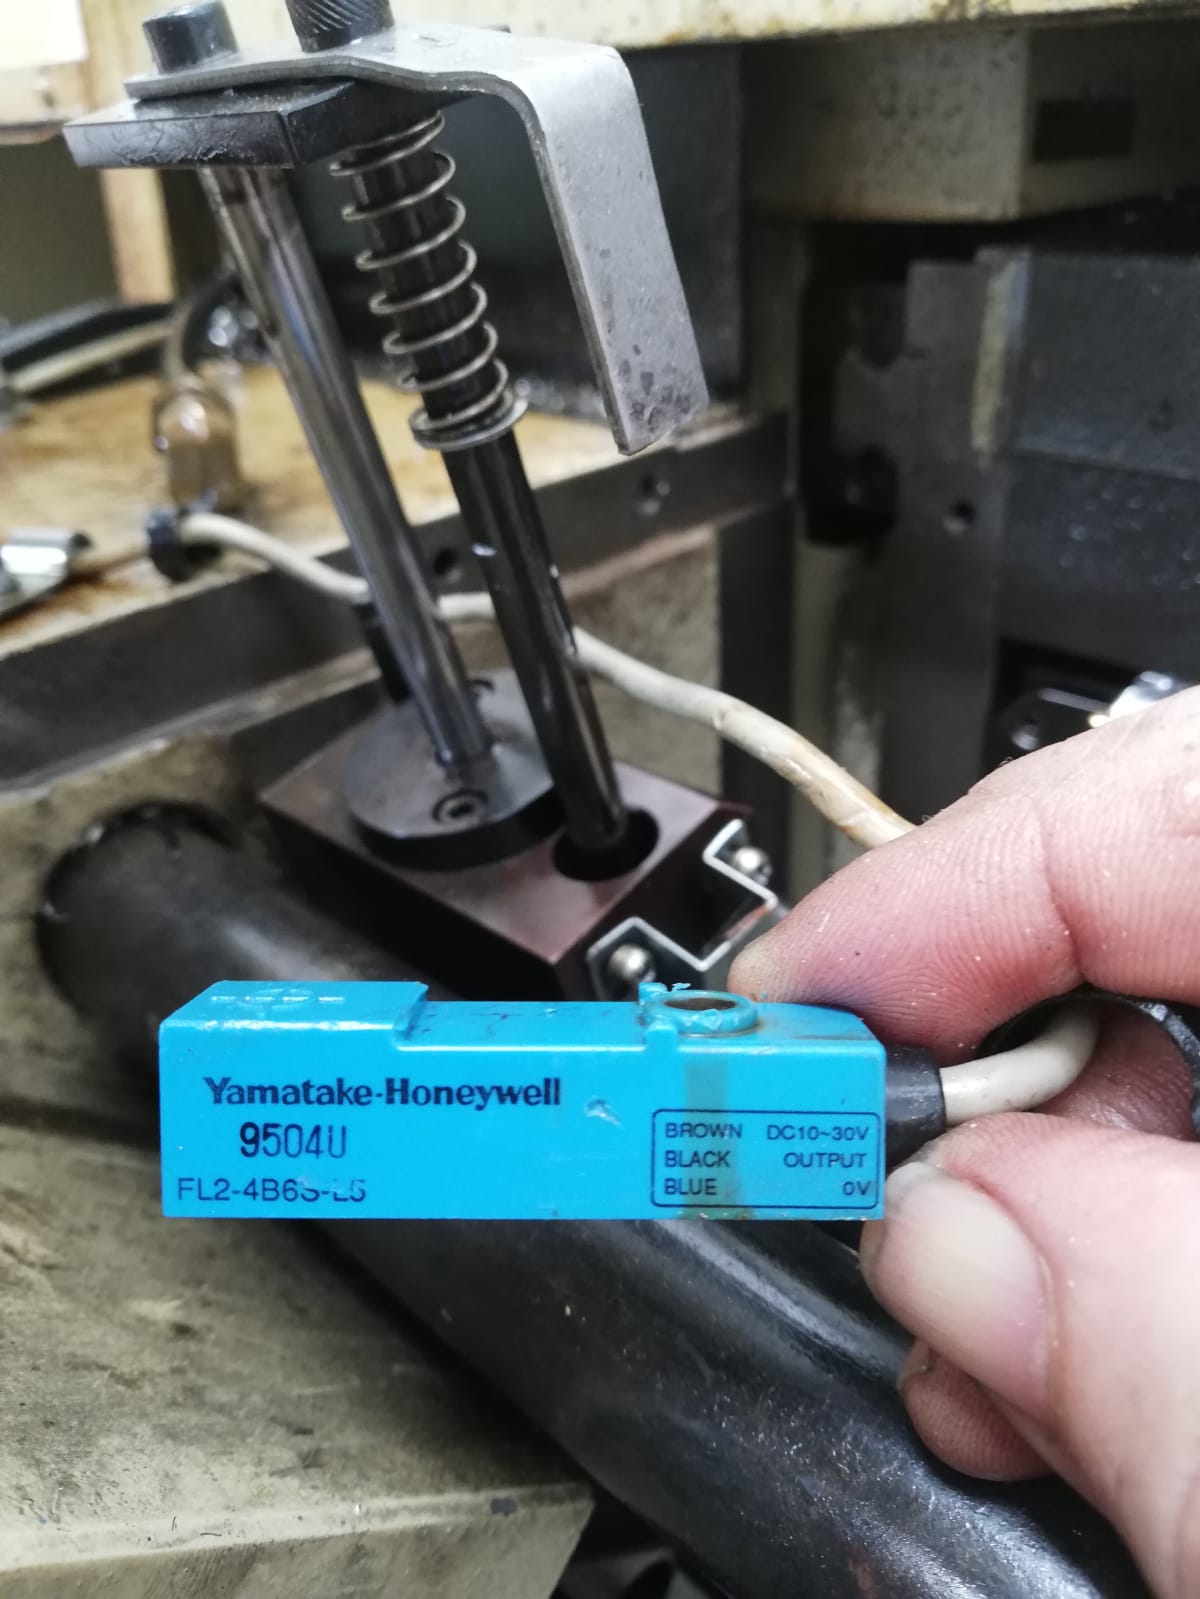 Yamatake-Honeywell
9504U
FL2-4B6S-L5
BROWN DC10~30V
BLACK OUTPUT
BLUE 0V